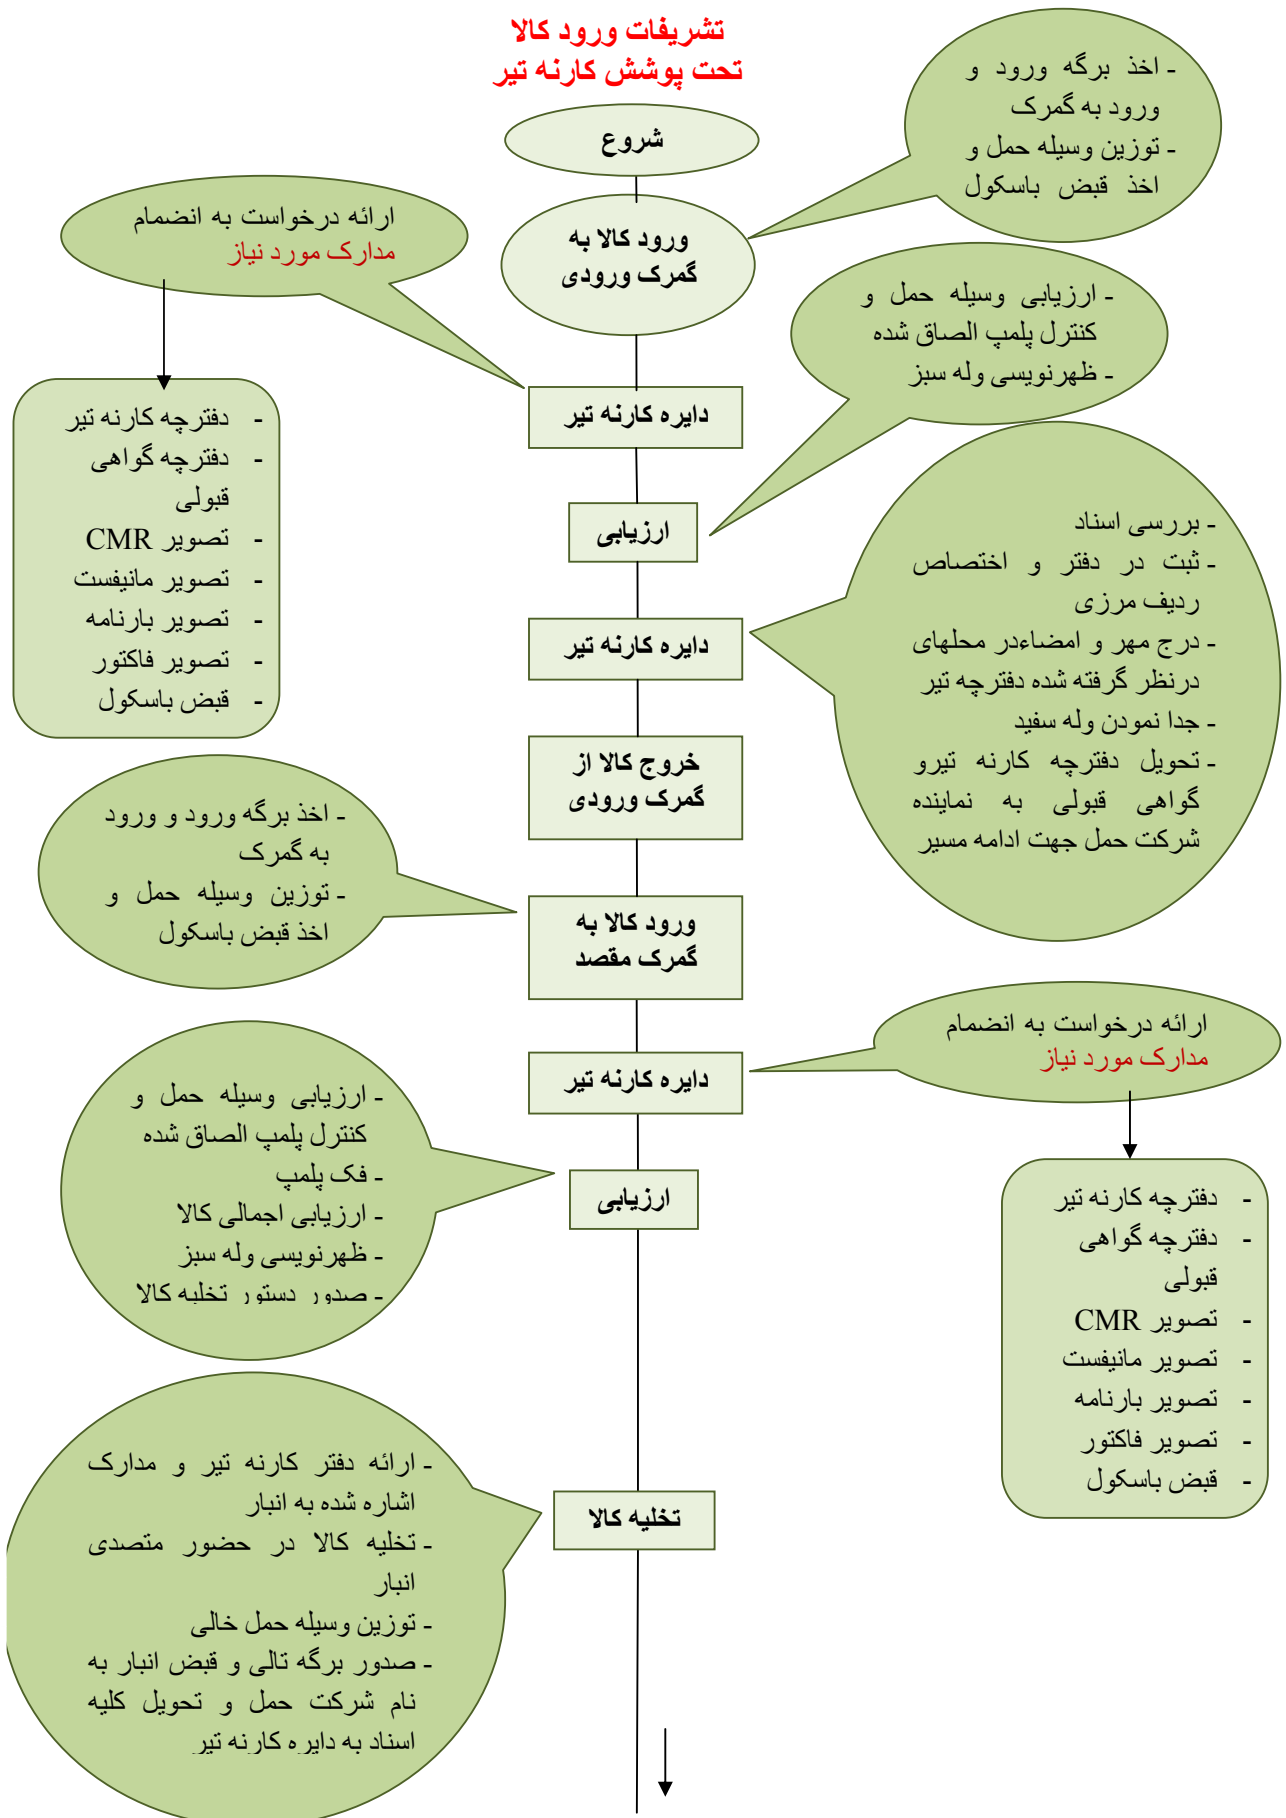 تشریفات ورود کالا
تحت پوشش کارنه تیر
شروع
- اخذ برگه ورود و
ورود به گمرک
- توزین وسیله حمل و
اخذ قبض باسکول
ورود کالا به
گمرک ورودی
ارائه درخواست به انضمام
مدارک مورد نیاز
- دفترچه کارنه تیر
- دفترچه گواهی
قبولی
- تصویر CMR
- تصویر مانیفست
- تصویر بارنامه
- تصویر فاکتور
- قبض باسکول
دایره کارنه تیر
- ارزیابی وسیله حمل و
کنترل پلمپ الصاق شده
- ظهرنویسی وله سبز
ارزیابی
- بررسی اسناد
- ثبت در دفتر و اختصاص
ردیف مرزی
- درج مهر و امضاءدر محلهای
درنظر گرفته شده دفترچه تیر
- جدا نمودن وله سفید
- تحویل دفترچه کارنه تیرو
گواهی قبولی به نماینده
شرکت حمل جهت ادامه مسیر
دایره کارنه تیر
خروج کالا از
گمرک ورودی
- اخذ برگه ورود و ورود
به گمرک
- توزین وسیله حمل و
اخذ قبض باسکول
ورود کالا به
گمرک مقصد
ارائه درخواست به انضمام
مدارک مورد نیاز
- دفترچه کارنه تیر
- دفترچه گواهی
قبولی
- تصویر CMR
- تصویر مانیفست
- تصویر بارنامه
- تصویر فاکتور
- قبض باسکول
دایره کارنه تیر
- ارزیابی وسیله حمل و
کنترل پلمپ الصاق شده
- فک پلمپ
- ارزیابی اجمالی کالا
- ظهرنویسی وله سبز
- صدور دستور تخلیه کالا
ارزیابی
- ارائه دفتر کارنه تیر و مدارک
اشاره شده به انبار
- تخلیه کالا در حضور متصدی
انبار
- توزین وسیله حمل خالی
- صدور برگه تالی و قبض انبار به
نام شرکت حمل و تحویل کلیه
اسناد به دایره کارنه تیر
تخلیه کالا